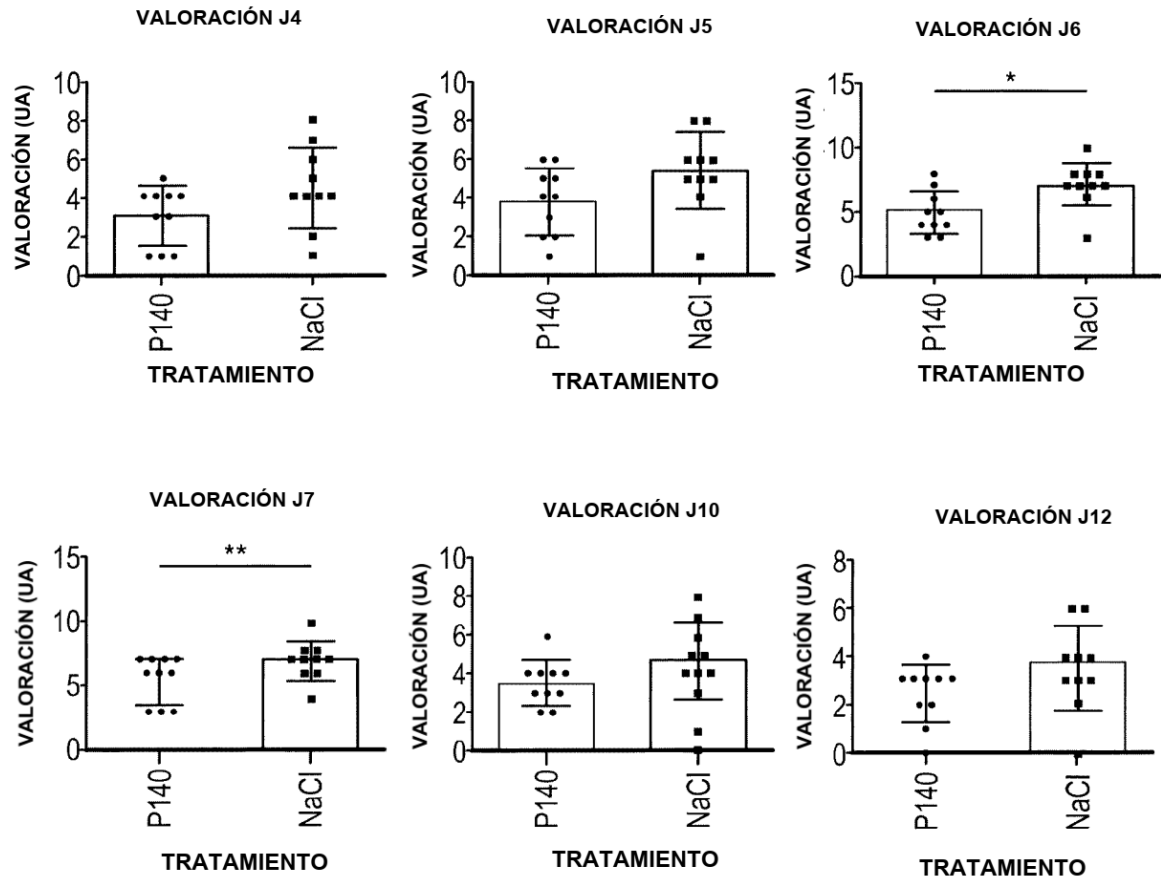 VALORACIÓN J4
VALORACIÓN (UA)
10
8
6
4
2
0
P140
NaCl
TRATAMIENTO
VALORACIÓN J5
VALORACIÓN (UA)
10
8
6
4
2
0
P140
NaCl
TRATAMIENTO
VALORACIÓN J6
VALORACIÓN (UA)
15
10
5
0
*
P140
NaCl
TRATAMIENTO
VALORACIÓN J7
VALORACIÓN (UA)
15
10
5
0
**
P140
NaCl
TRATAMIENTO
VALORACIÓN J10
VALORACIÓN (UA)
10
8
6
4
2
0
P140
NaCl
TRATAMIENTO
VALORACIÓN J12
VALORACIÓN (UA)
8
6
4
2
0
P140
NaCl
TRATAMIENTO